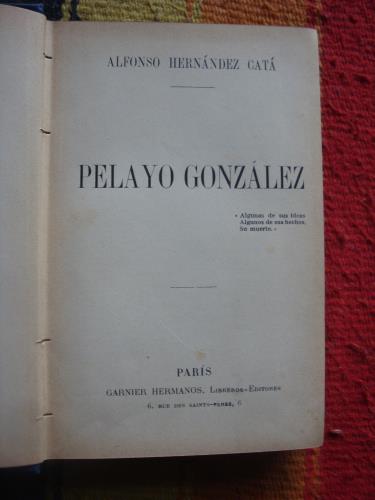 ALFONSO HERNÁNDEZ CATÁ
PELAYO GONZÁLEZ
« Algunas de sus ideas
Algunos de sus hechos.
Su muerte. »
PARÍS
GARNIER HERMANOS, LIBREROS-EDITORES
6, RUE DES SAINTS-PÈRES, 6